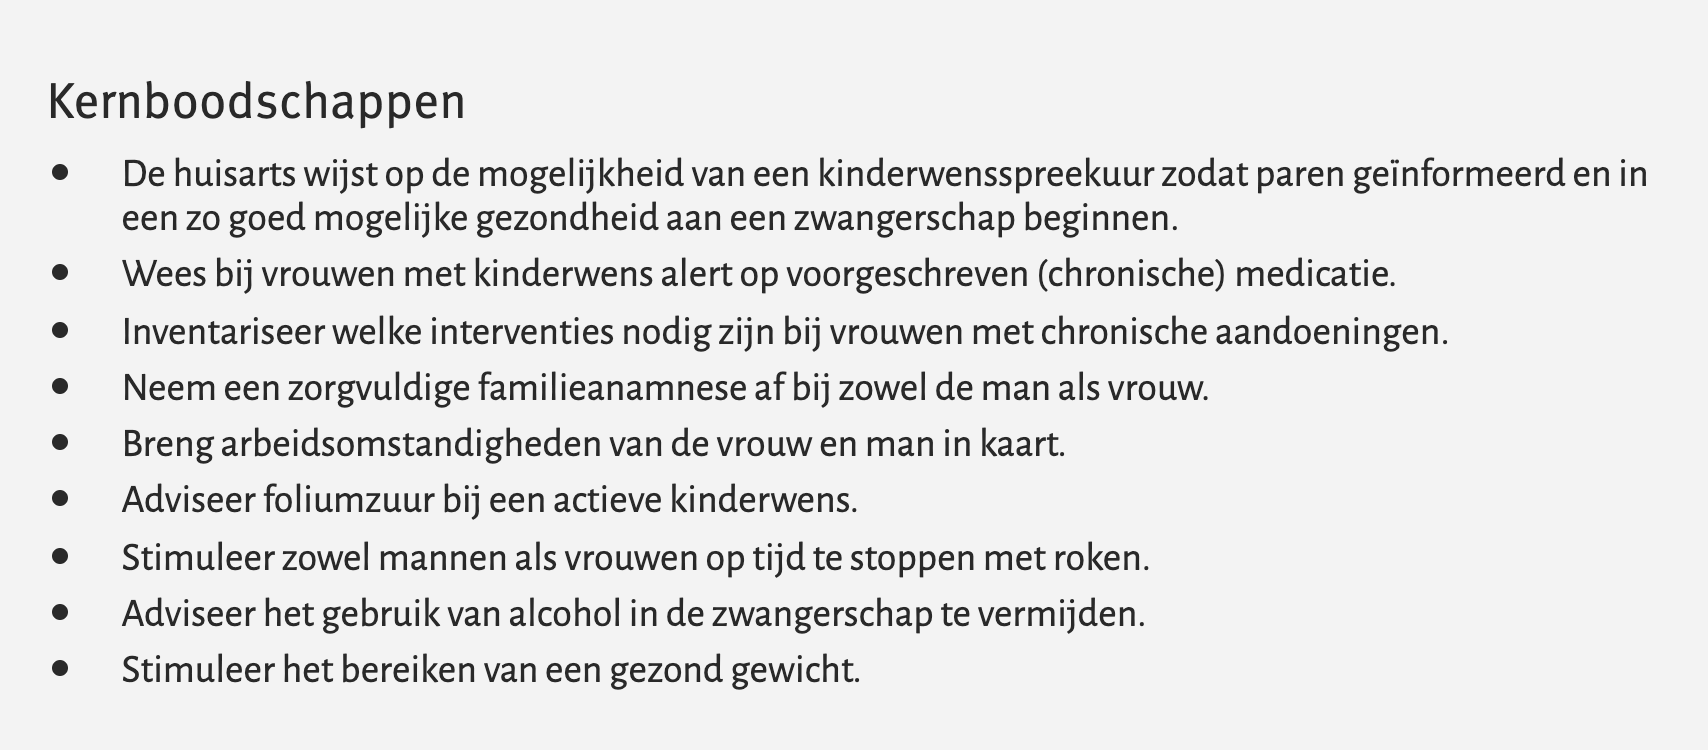 Kernboodschappen
• De huisarts wijst op de mogelijkheid van een kinderwensspreekuur zodat paren geïnformeerd en in
een zo goed mogelijke gezondheid aan een zwangerschap beginnen.
• Wees bij vrouwen met kinderwens alert op voorgeschreven (chronische) medicatie.
• Inventariseer welke interventies nodig zijn bij vrouwen met chronische aandoeningen.
• Neem een zorgvuldige familieanamnese af bij zowel de man als vrouw.
• Breng arbeidsomstandigheden van de vrouw en man in kaart.
• Adviseer foliumzuur bij een actieve kinderwens.
• Stimuleer zowel mannen als vrouwen op tijd te stoppen met roken.
• Adviseer het gebruik van alcohol in de zwangerschap te vermijden.
• Stimuleer het bereiken van een gezond gewicht.